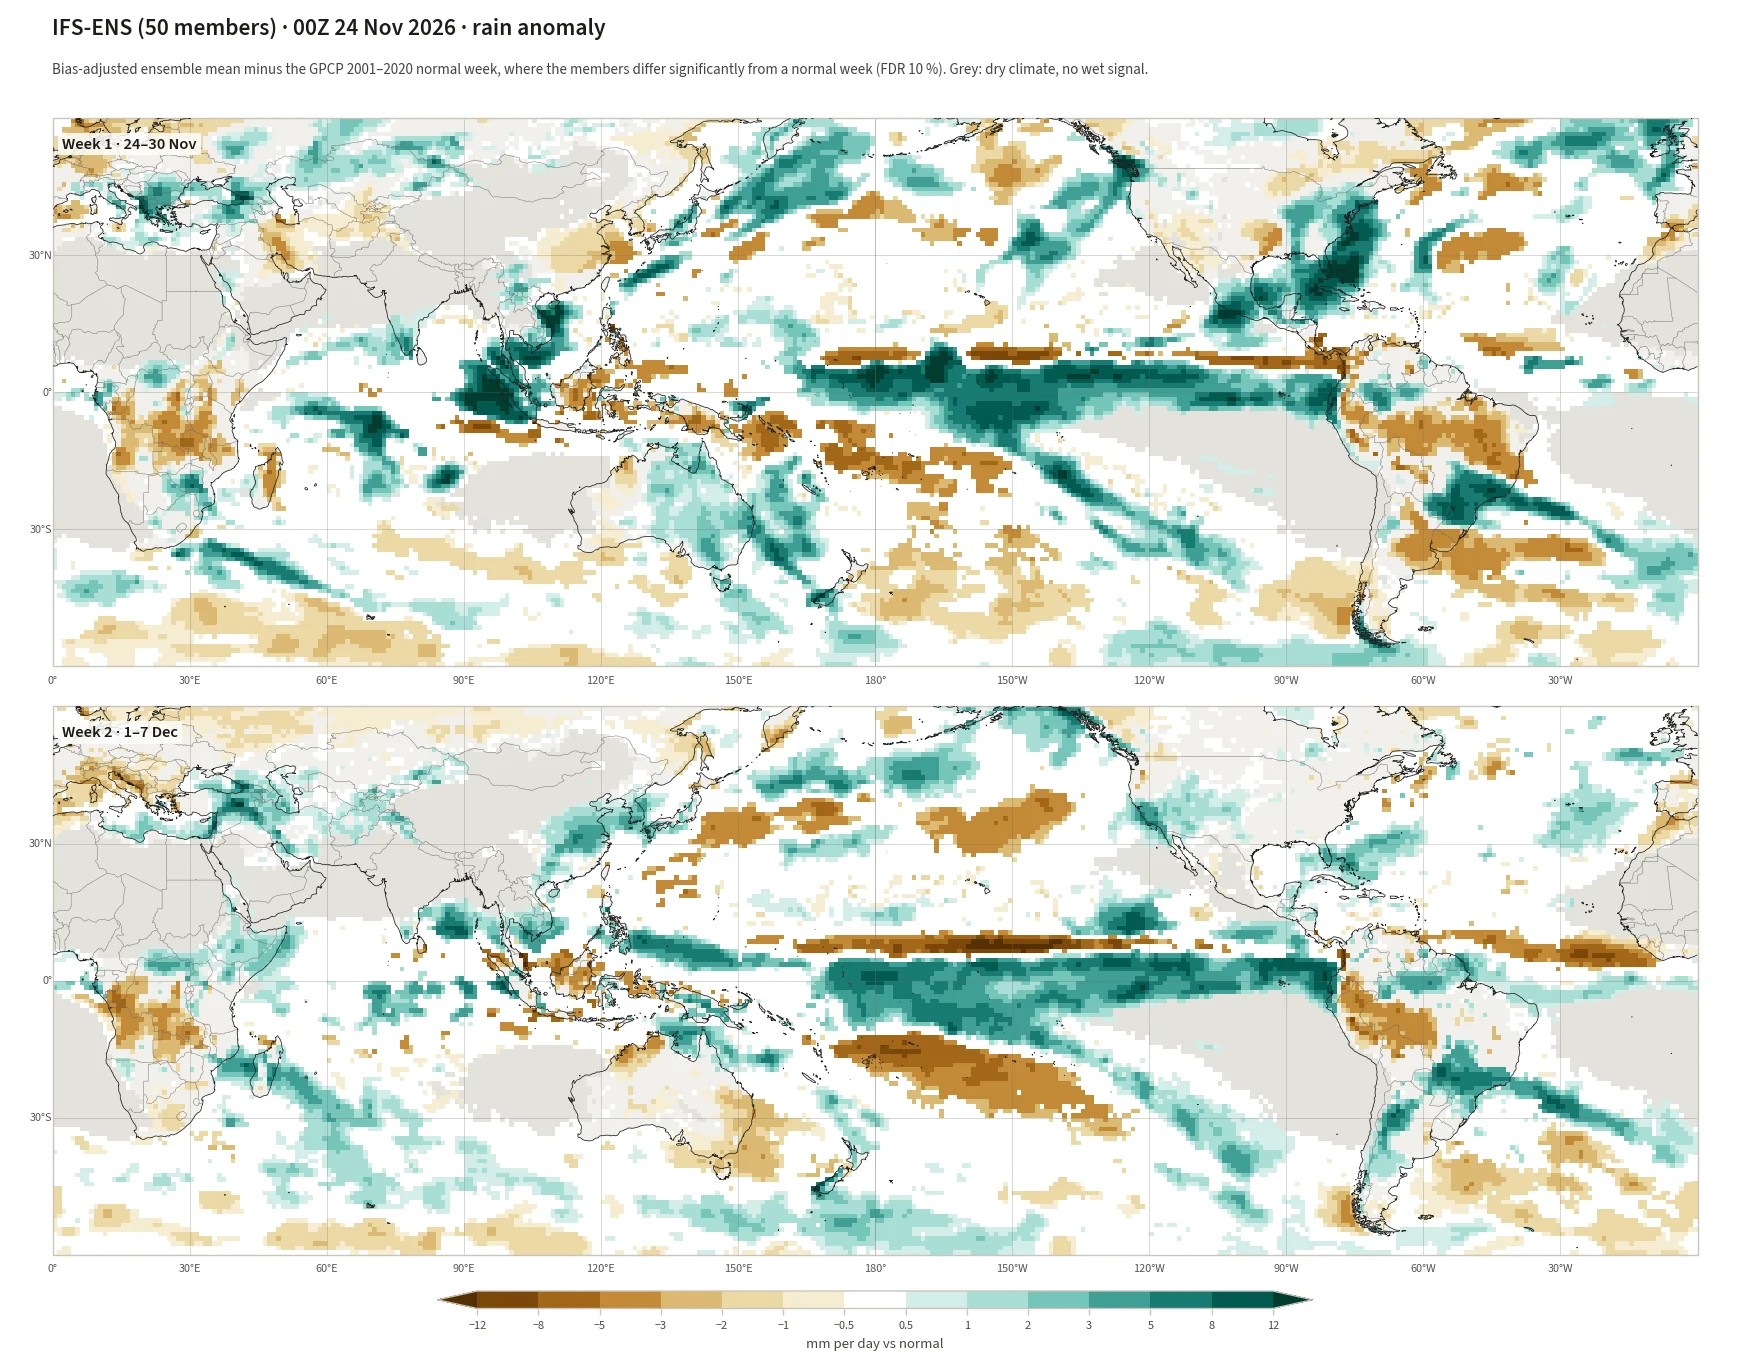 IFS-ENS (50 members) · 00Z 24 Nov 2026 · rain anomaly
Bias-adjusted ensemble mean minus the GPCP 2001–2020 normal week, where the members differ significantly from a normal week (FDR 10 %). Grey: dry climate, no wet signal.
Week 1 · 24–30 Nov
30°N
0°
30°S
0° 30°E 60°E 90°E 120°E 150°E 180° 150°W 120°W 90°W 60°W 30°W
Week 2 · 1–7 Dec
30°N
0°
30°S
0° 30°E 60°E 90°E 120°E 150°E 180° 150°W 120°W 90°W 60°W 30°W
−12 −8 −5 −3 −2 −1 −0.5 0.5 1 2 3 5 8 12
mm per day vs normal